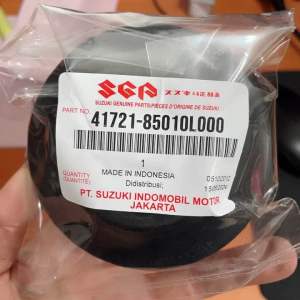 SGP スズキ純正部品
SUZUKI GENUINE PARTS/PIECES D'ORIGINE DE SUZUKI
PART NO. 41721-85010L000
1
QUANTITY (QUANTITÉ)
MADE IN INDONESIA
Didistribusi:
PT. SUZUKI INDOMOBIL MOTOR
JAKARTA